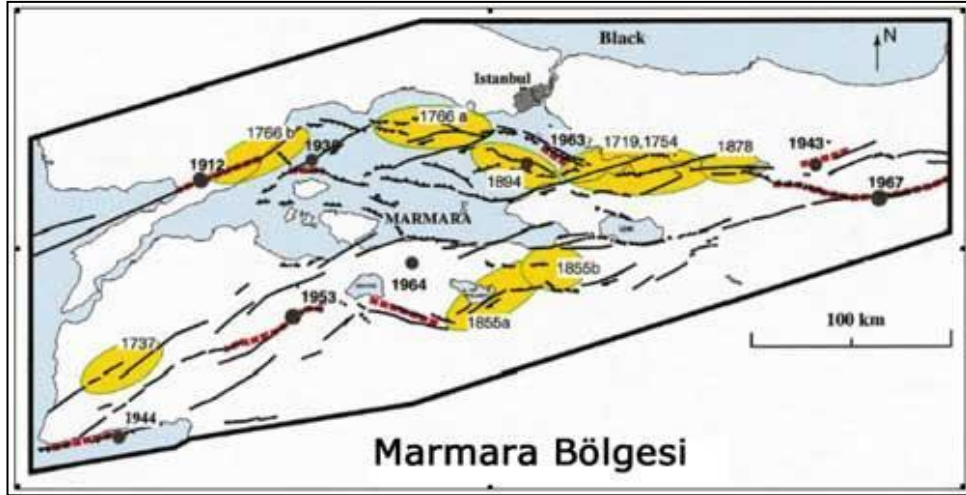 Black
N
Istanbul
1766 a
1766 b
1963
1719,1754
1878
1943
1912
1894
1967
MARMARA
1855b
1964
1953
1855a
100 km
1737
1944
Marmara Bölgesi